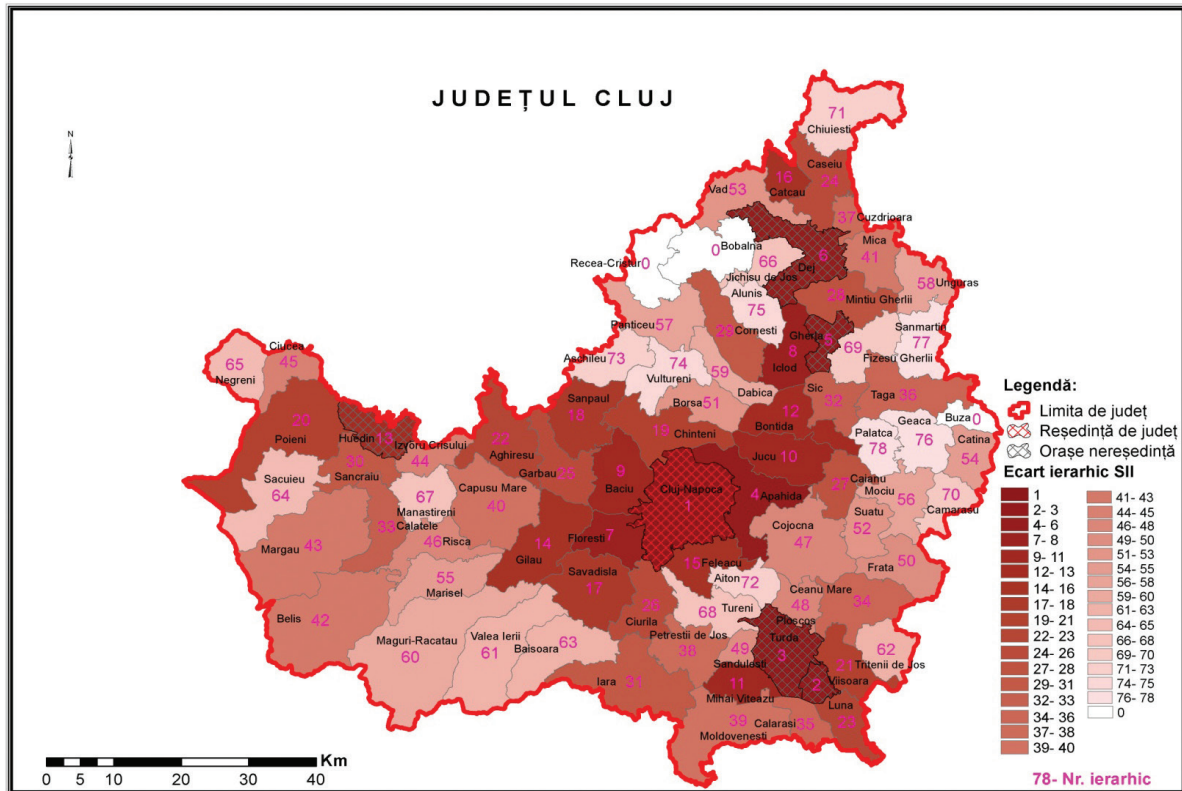 JUDEȚUL CLUJ
N
71
Chiuiesti
Caseiu
24
16
Catcau
Vad 53
37
Cuzdrioara
Mica
41
Bobalna
0
Recea-Cristur 0
66
Jichisu de Jos
6
Dej
58
Unguras
Alunis
75
Mintiu Gherlii
Panticeu
57
Cornesti
Gherla
5
Sanmartin
77
8
Iclod
69
Fizesu Gherlii
Ciucea
45
65
Negreni
Aschileu 73
74
Vultureni
59
Dabica
Sic
32
Taga
Sanpaul
18
Borsa
51
12
Bontida
Geaca
76
Buza 0
Palatca
78
Catina
54
Poieni
Huedin 13
Izvoru Crisului
44
22
Aghiresu
19 Chinteni
Jucu 10
30
Sancraiu
Garbau
9
Baciu
Cluj-Napoca
1
4 Apahida
27
Caianu
Mociu
56
70
Camarasu
Sacuieu
64
67
Manastireni
Capusu Mare
40
Suatu
52
33
Calatele
46 Risca
Floresti 7
Cojocna
47
Margau 43
14
Gilau
Feleacu
15
Frata
50
Savadisla
17
Aiton
72
55
Marisel
Ceanu Mare
48
34
Ploscos
Belis 42
Ciurila
68
Tureni
Maguri-Racatau
60
Valea Ierii
61
Baisoara
63
Petrestii de Jos
38
Turda
3
49
Sandulesti
62
Tritenii de Jos
21
Viisoara
2
Iara
31
11
Mihai Viteazu
Luna
39
Moldovenești
Calarasi
35
Legendă:
Limita de județ
Reședință de județ
Orașe nereședință
Ecart ierarhic SII
1
2- 3
4- 6
7- 8
9- 11
12- 13
14- 16
17- 18
19- 21
22- 23
24- 26
27- 28
29- 31
32- 33
34- 36
37- 38
39- 40
41- 43
44- 45
46- 48
49- 50
51- 53
54- 55
56- 58
59- 60
61- 63
64- 65
66- 68
69- 70
71- 73
74- 75
76- 78
0
78- Nr. ierarhic
Km
0 5 10 20 30 40